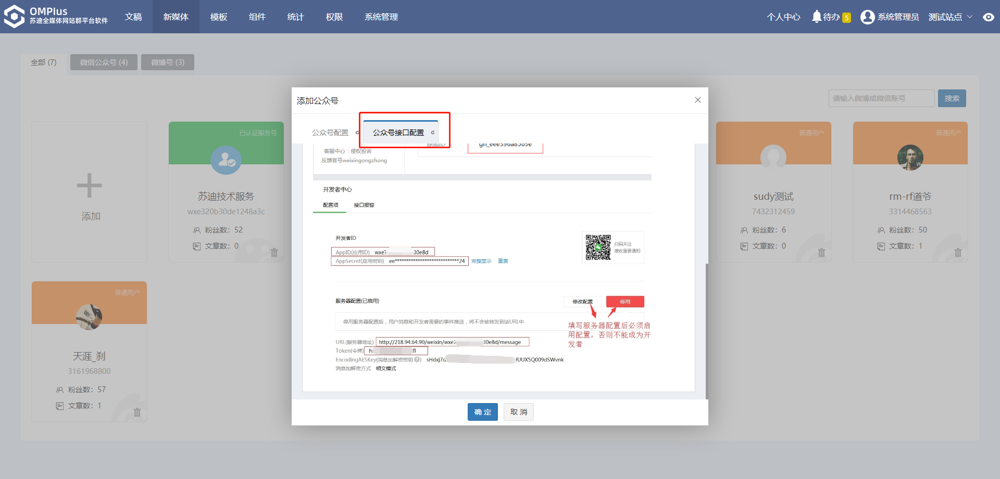 OMPlus
苏迪全媒体网站群平台软件
文稿
新媒体
模板
组件
统计
权限
系统管理
个人中心
待办 5
系统管理员
测试站点
全部 (7)
微信公众号 (4)
微博号 (3)
请输入微博或微信账号
搜索
添加
已认证服务号
苏迪技术服务
wxe320b30de1248a3c
粉丝数：52
文章数：0
普通用户
sudy测试
7432312459
粉丝数：6
文章数：0
普通用户
rm-rf道爷
3314468563
粉丝数：50
文章数：1
普通用户
天涯_刹
3161968800
粉丝数：57
文章数：1
添加公众号
公众号配置
公众号接口配置
原始ID
gh_eee396a8563e
客服中心 | 侵权投诉
反馈官号weixingongzhong
开发者中心
配置项
接口报警
开发者ID
AppID(应用ID) wxe7 30e8d
AppSecret(应用密钥) ee****************************24 完整显示 重置
扫码关注
接收重要通知
服务器配置(已启用)
修改配置
停用
停用服务器配置后，用户消息和开发者需要的事件推送，将不会被转发到该URL中
填写服务器配置后必须启
用配置，否则不能成为开
发者
URL(服务器地址) http://218.94.64.90/weixin/wxe7 30e8d/message
Token(令牌) h. fl
EncodingAESKey(消息加解密密钥 ?) sHdxj7 RJUX5Q009dSWvnk
消息加解密方式 明文模式
确 定
取 消